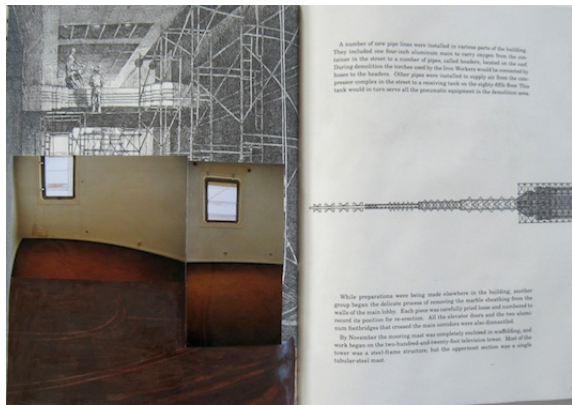 A number of new pipe lines were installed in various parts of the building.
They included one four-inch aluminum main to carry oxygen from the con-
tainer in the street to a number of pipes, called headers, located on the roof.
During demolition the torches used by the Iron Workers would be connected by
hoses to the headers. Other pipes were installed to supply air from the com-
pressor complex in the street to a receiving tank on the eighty-fifth floor. This
tank would in turn serve all the pneumatic equipment in the demolition area.
While preparations were being made elsewhere in the building, another
group began the delicate process of removing the marble sheathing from the
walls of the main lobby. Each piece was carefully pried loose and numbered to
record its position for re-erection. All the elevator doors and the two alumi-
num footbridges that crossed the main corridors were also dismantled.
By November the mooring mast was completely enclosed in scaffolding, and
work began on the two-hundred-and-twenty-foot television tower. Most of the
tower was a steel-frame structure, but the uppermost section was a single
tubular-steel mast.